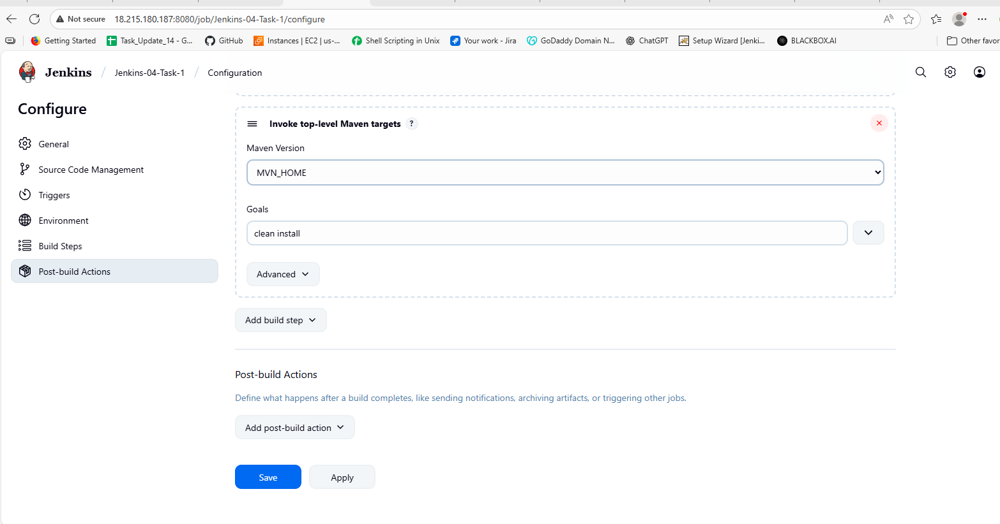 Not secure 18.215.180.187:8080/job/Jenkins-04-Task-1/configure
Getting Started Task_Update_14 - G... GitHub Instances | EC2 | us-... Shell Scripting in Unix Your work - Jira GoDaddy Domain N... ChatGPT Setup Wizard [Jenki... BLACKBOX.AI Other favor
Jenkins / Jenkins-04-Task-1 / Configuration
Configure
General
Source Code Management
Triggers
Environment
Build Steps
Post-build Actions
Invoke top-level Maven targets ?
Maven Version
MVN_HOME
Goals
clean install
Advanced
Add build step
Post-build Actions
Define what happens after a build completes, like sending notifications, archiving artifacts, or triggering other jobs.
Add post-build action
Save Apply